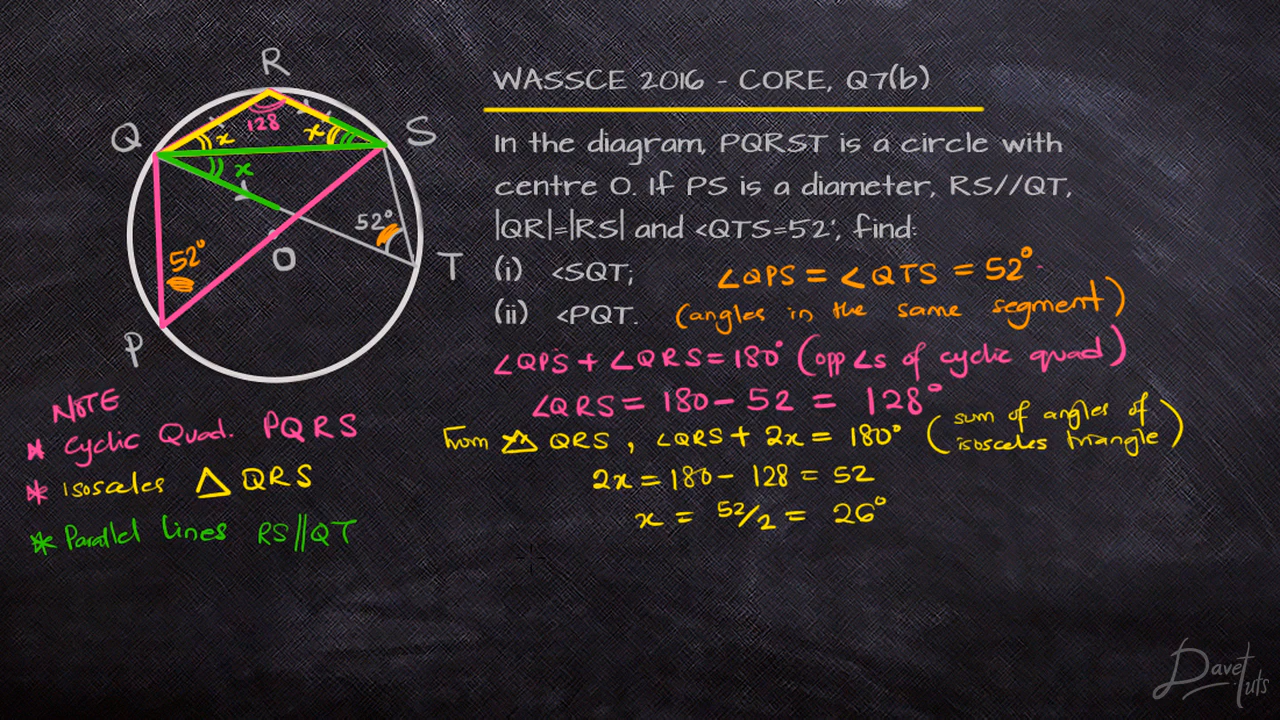 R
Q
S
128
x
x
x
52°
52°
O
T
P
WASSCE 2016 - CORE, Q7(b)
In the diagram, PQRST is a circle with
centre O. If PS is a diameter, RS//QT,
|QR|=|RS| and <QTS=52°, find:
(i) <SQT;
(ii) <PQT.
∠QPS = ∠QTS = 52°
(angles in the same segment)
∠QPS + ∠QRS = 180° (opp ∠s of cyclic quad)
∠QRS = 180 - 52 = 128°
from △ QRS, ∠QRS + 2x = 180° (sum of angles of isosceles triangle)
2x = 180 - 128 = 52
x = 52/2 = 26°
NOTE
* Cyclic Quad. PQRS
* isosceles △ QRS
* Parallel lines RS//QT
Davet
tuts